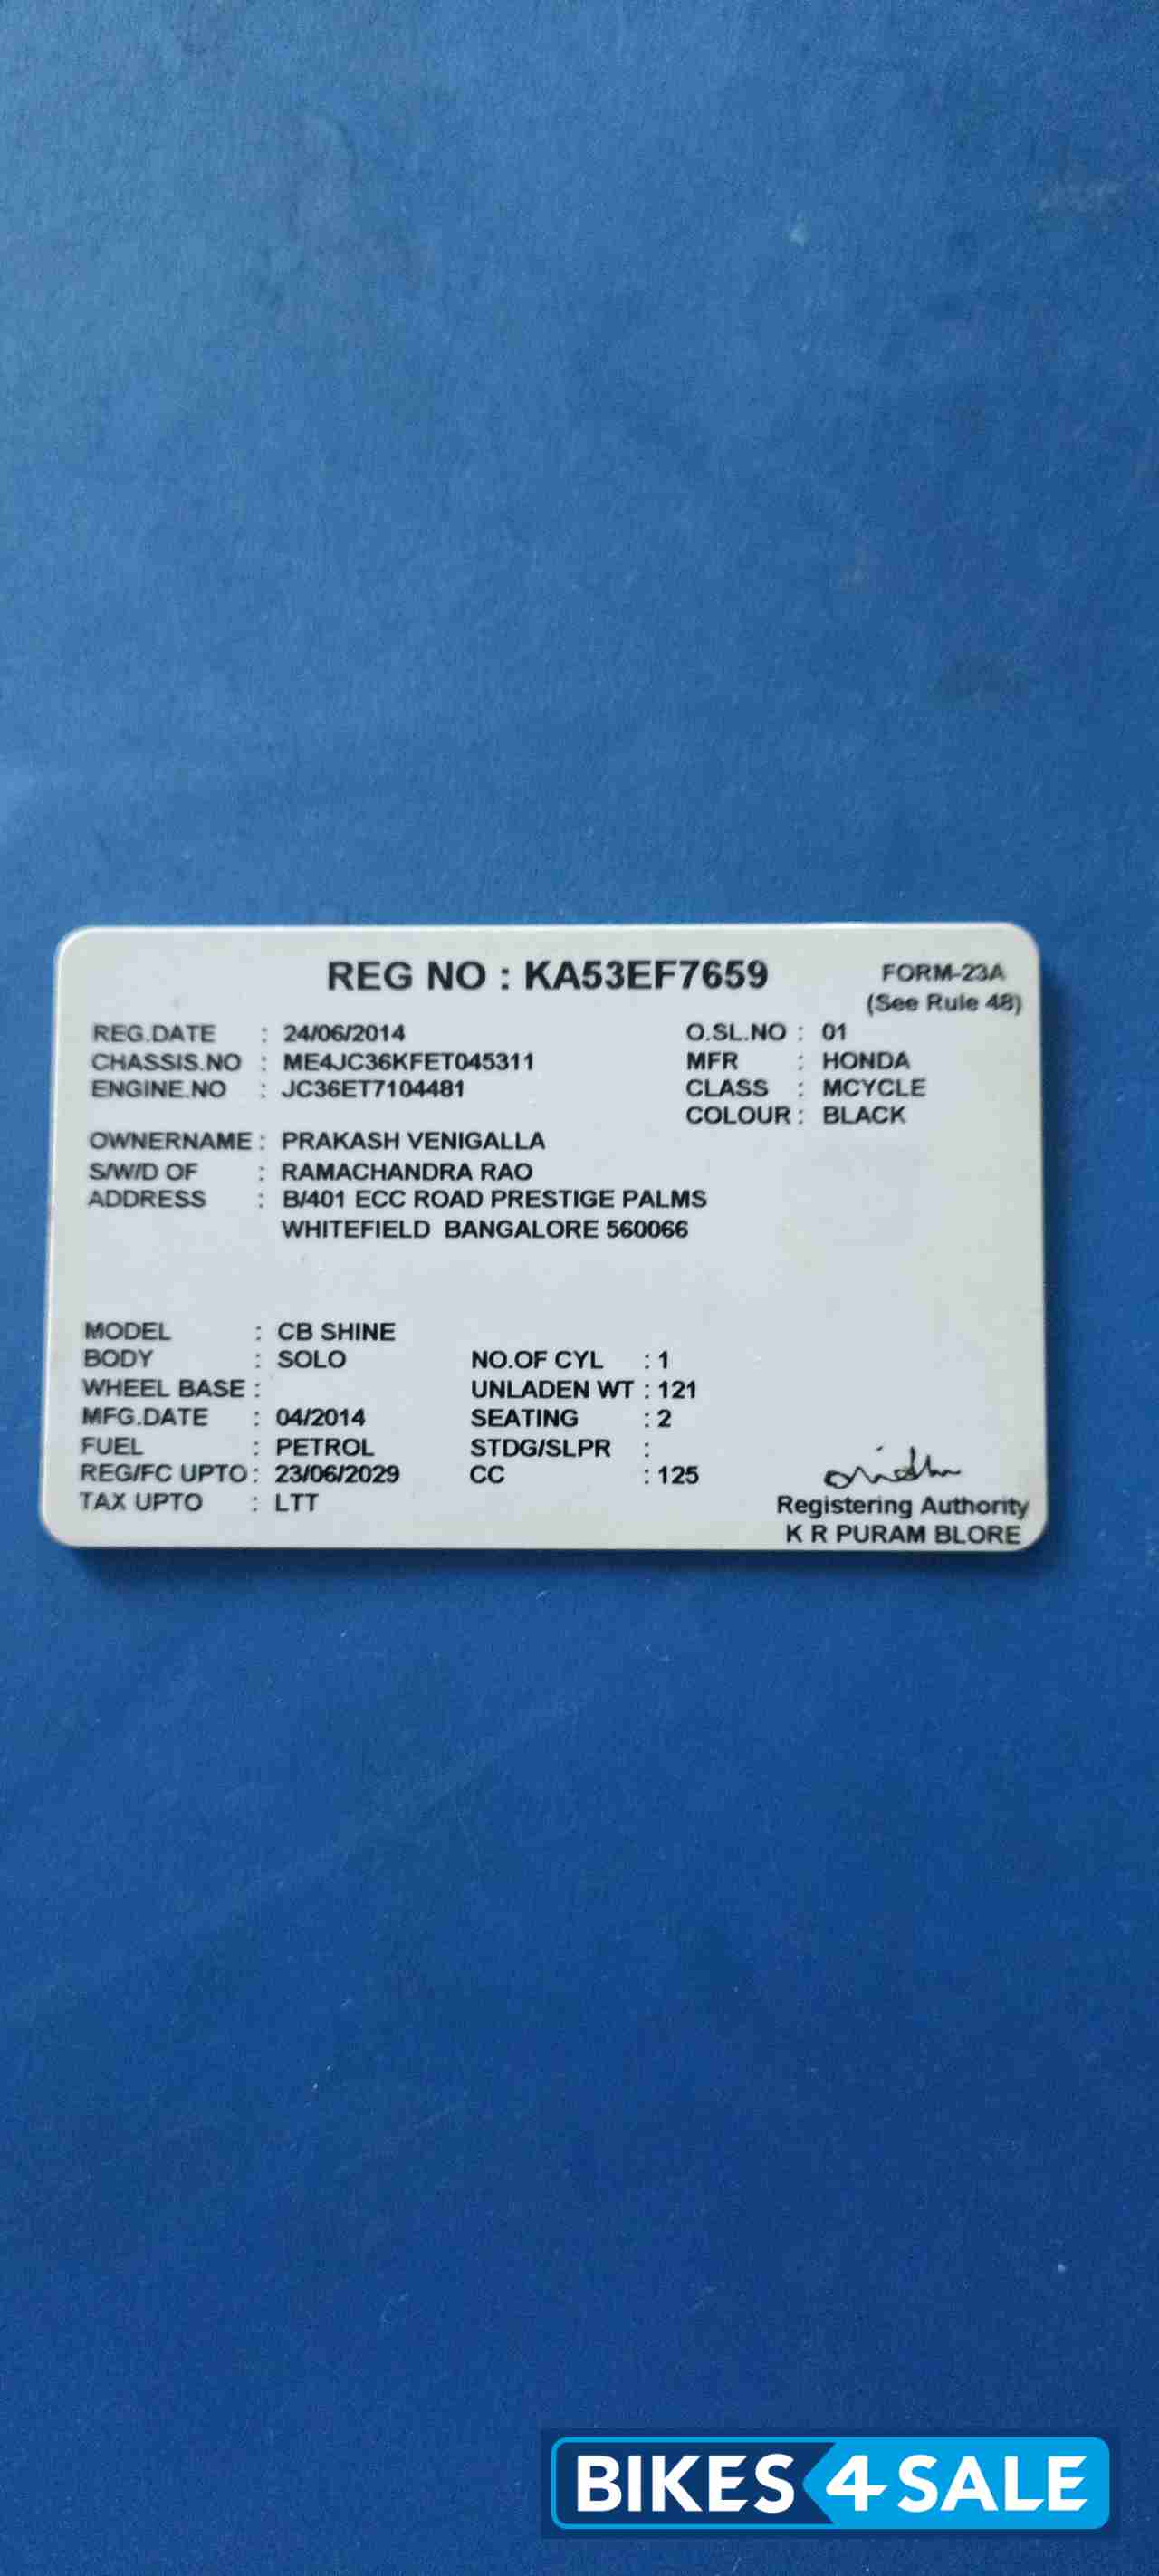 REG NO : KA53EF7659
FORM-23A
(See Rule 48)
REG.DATE : 24/06/2014
O.SL.NO : 01
CHASSIS.NO : ME4JC36KFET045311
MFR : HONDA
ENGINE.NO : JC36ET7104481
CLASS : MCYCLE
COLOUR : BLACK
OWNERNAME : PRAKASH VENIGALLA
S/W/D OF : RAMACHANDRA RAO
ADDRESS : B/401 ECC ROAD PRESTIGE PALMS
WHITEFIELD BANGALORE 560066
MODEL : CB SHINE
BODY : SOLO
NO.OF CYL : 1
WHEEL BASE :
UNLADEN WT : 121
MFG.DATE : 04/2014
SEATING : 2
FUEL : PETROL
STDG/SLPR :
REG/FC UPTO : 23/06/2029
CC : 125
TAX UPTO : LTT
Registering Authority
K R PURAM BLORE
BIKES4SALE